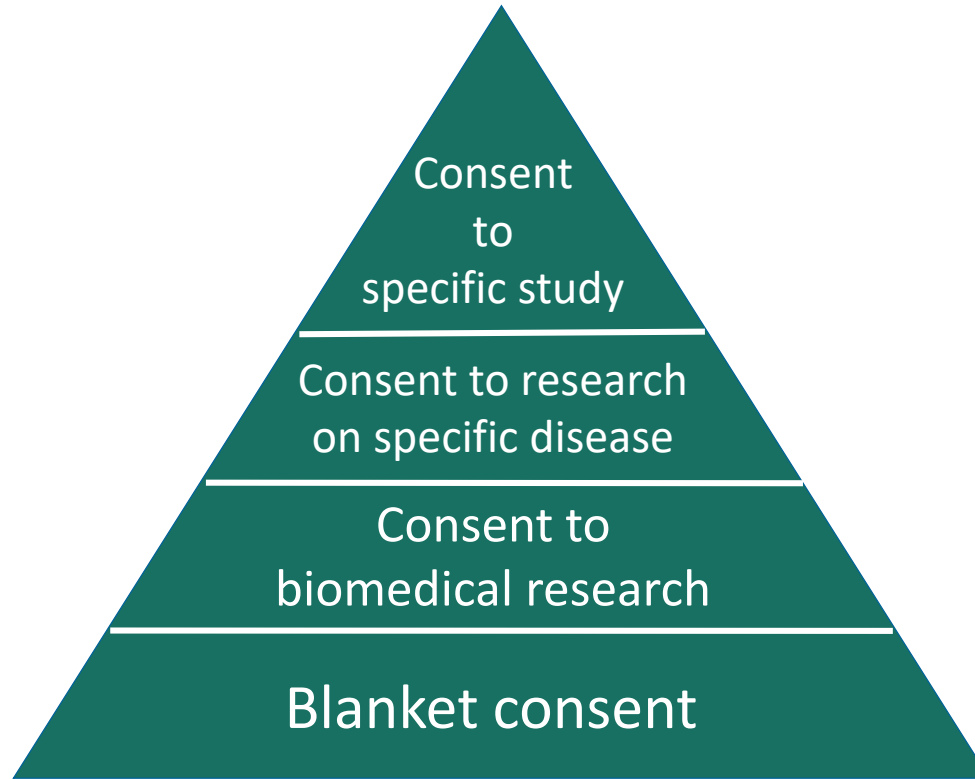 Consent
to
specific study
Consent to research
on specific disease
Consent to
biomedical research
Blanket consent